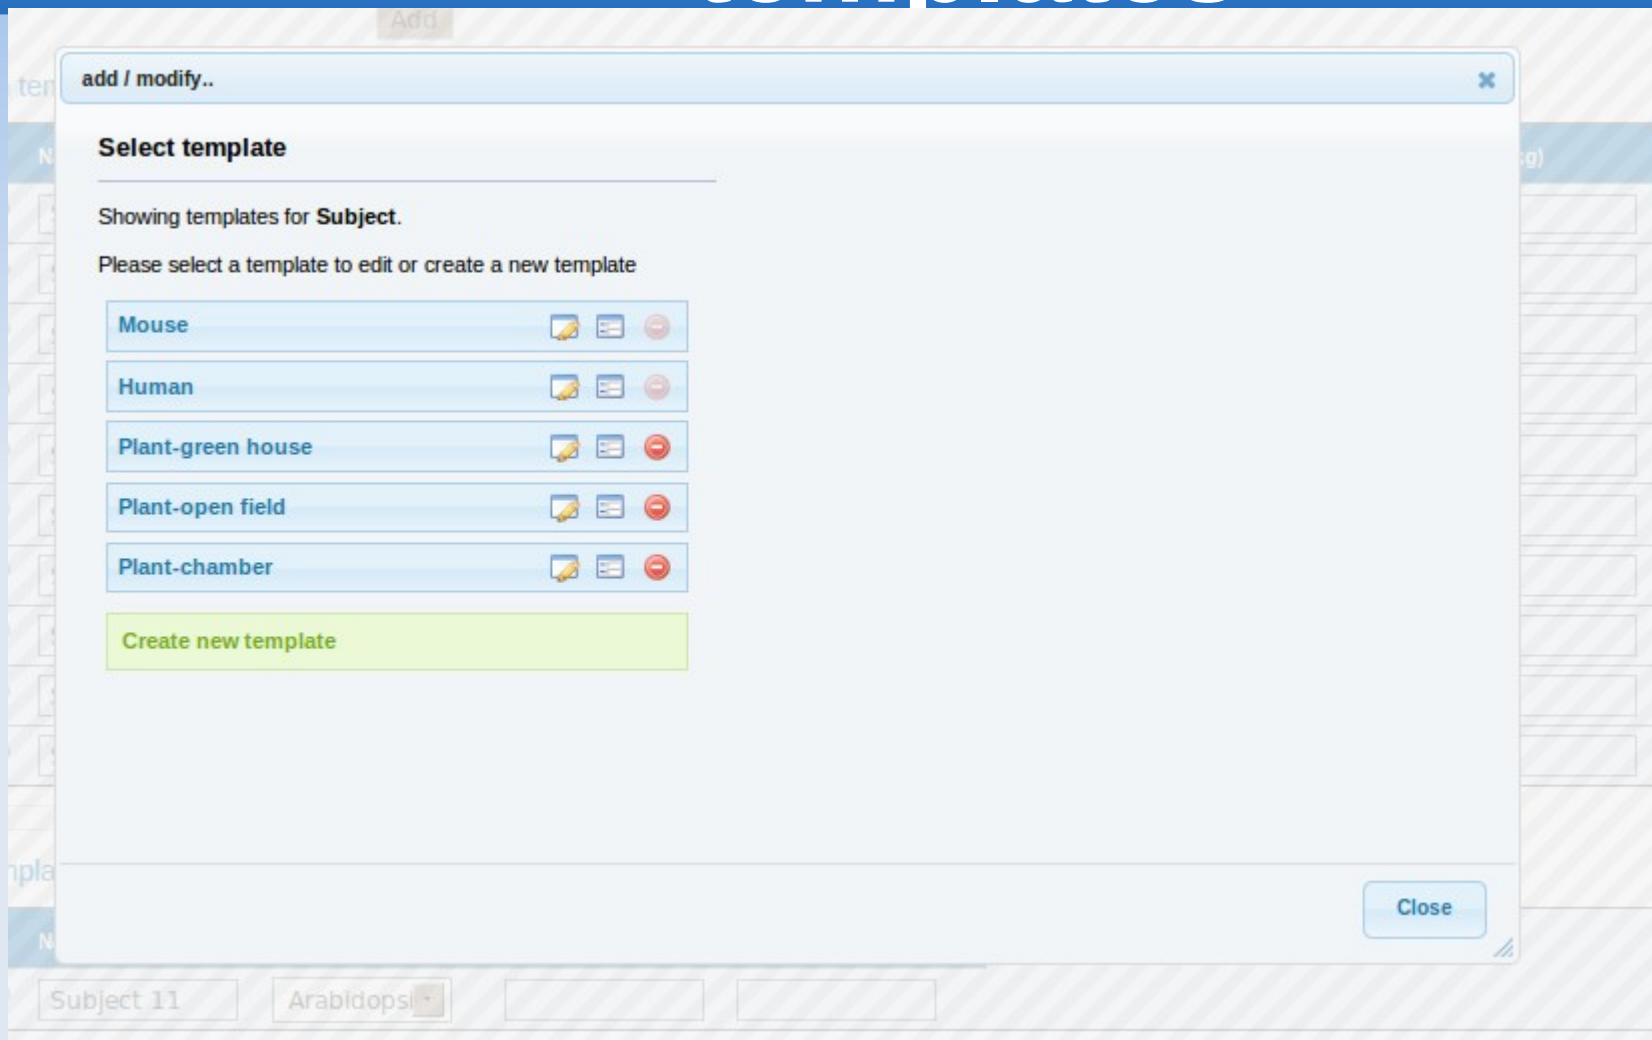 templates
Add
add / modify..
Select template
Showing templates for Subject.
Please select a template to edit or create a new template
Mouse
Human
Plant-green house
Plant-open field
Plant-chamber
Create new template
Close
Subject 11 Arabidopsi